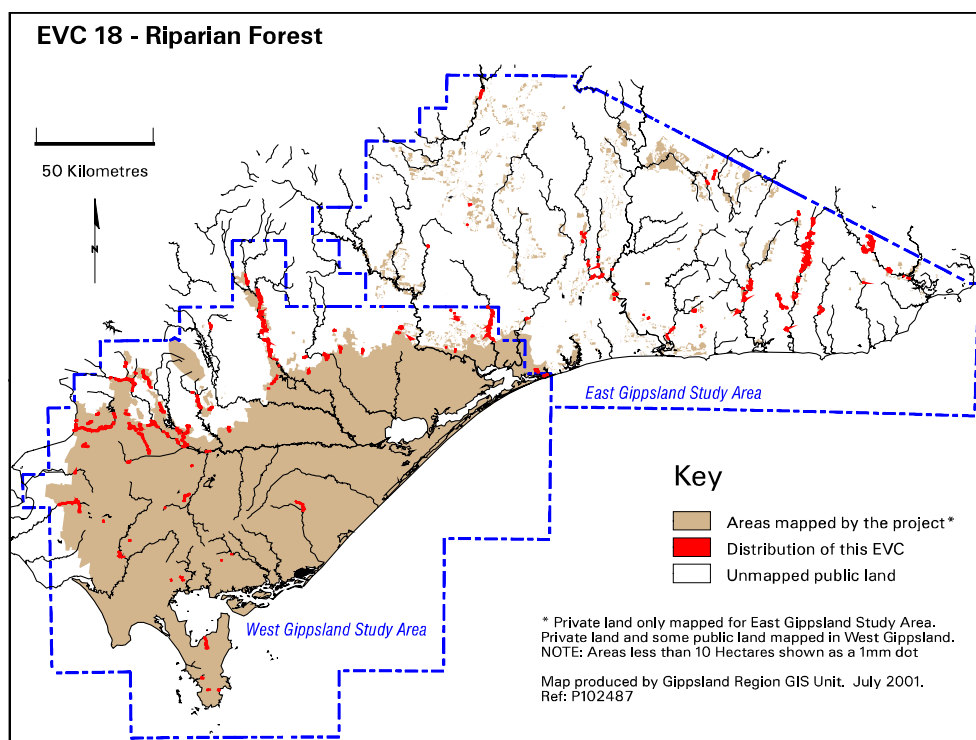 EVC 18 - Riparian Forest
50 Kilometres
N
East Gippsland Study Area
West Gippsland Study Area
Key
Areas mapped by the project*
Distribution of this EVC
Unmapped public land
* Private land only mapped for East Gippsland Study Area.
Private land and some public land mapped in West Gippsland.
NOTE: Areas less than 10 Hectares shown as a 1mm dot
Map produced by Gippsland Region GIS Unit. July 2001.
Ref: P102487